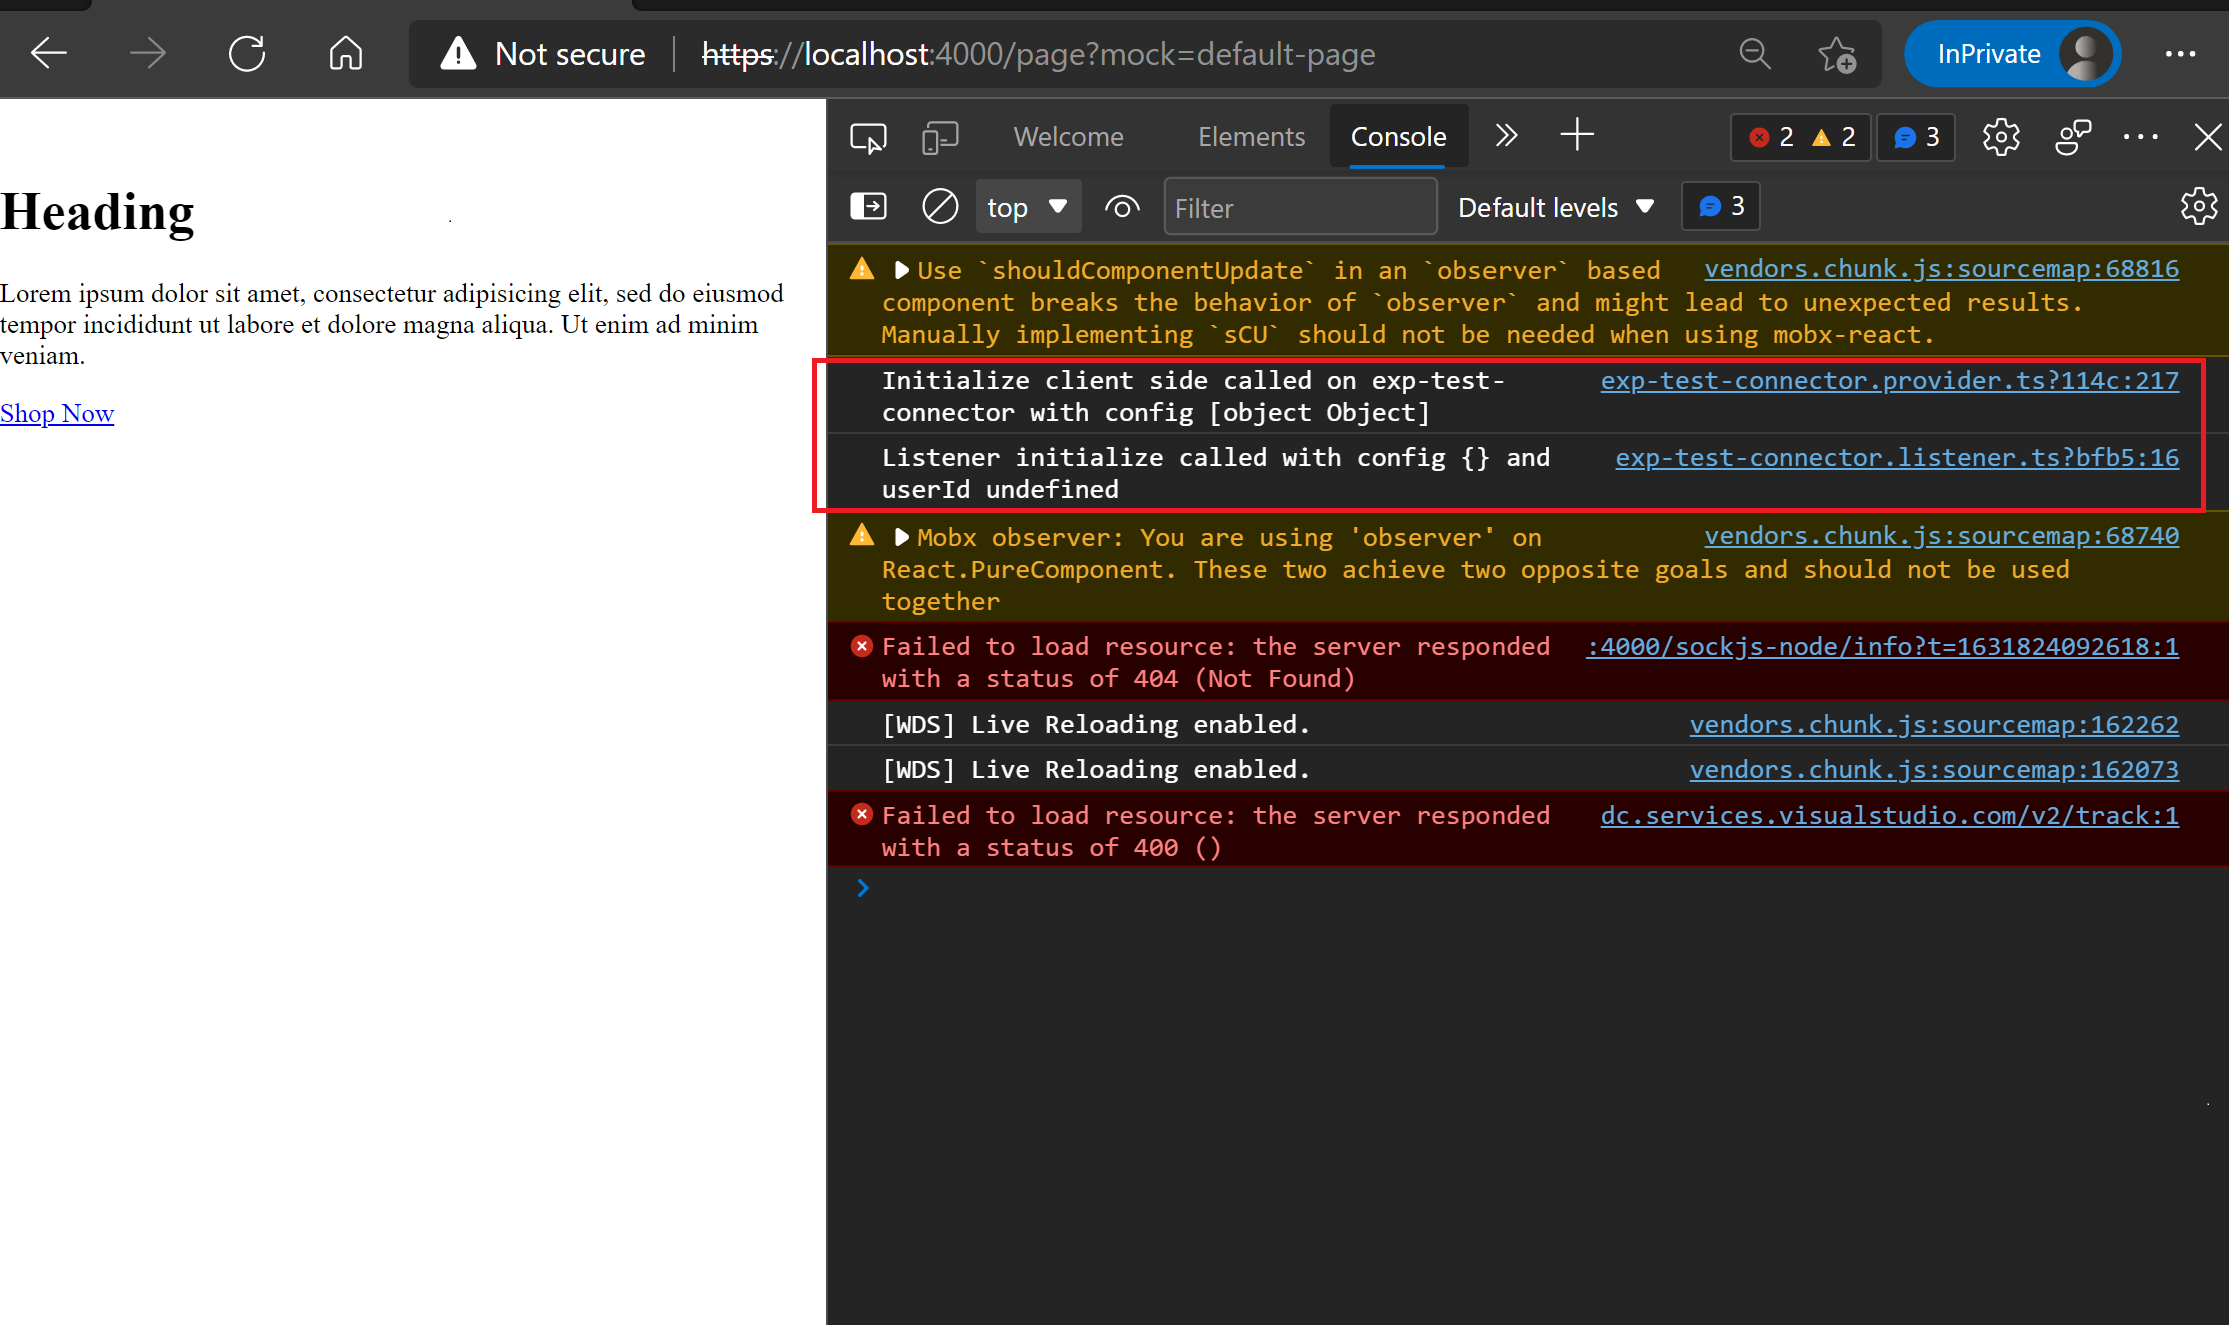 Not secure https://localhost:4000/page?mock=default-page InPrivate
Welcome Elements Console 2 2 3
top Filter Default levels 3
Heading
Lorem ipsum dolor sit amet, consectetur adipisicing elit, sed do eiusmod
tempor incididunt ut labore et dolore magna aliqua. Ut enim ad minim
veniam.
Shop Now
Use `shouldComponentUpdate` in an `observer` based vendors.chunk.js:sourcemap:68816
component breaks the behavior of `observer` and might lead to unexpected results.
Manually implementing `sCU` should not be needed when using mobx-react.
Initialize client side called on exp-test- exp-test-connector.provider.ts?114c:217
connector with config [object Object]
Listener initialize called with config {} and exp-test-connector.listener.ts?bfb5:16
userId undefined
Mobx observer: You are using 'observer' on vendors.chunk.js:sourcemap:68740
React.PureComponent. These two achieve two opposite goals and should not be used
together
Failed to load resource: the server responded :4000/sockjs-node/info?t=1631824092618:1
with a status of 404 (Not Found)
[WDS] Live Reloading enabled. vendors.chunk.js:sourcemap:162262
[WDS] Live Reloading enabled. vendors.chunk.js:sourcemap:162073
Failed to load resource: the server responded dc.services.visualstudio.com/v2/track:1
with a status of 400 ()